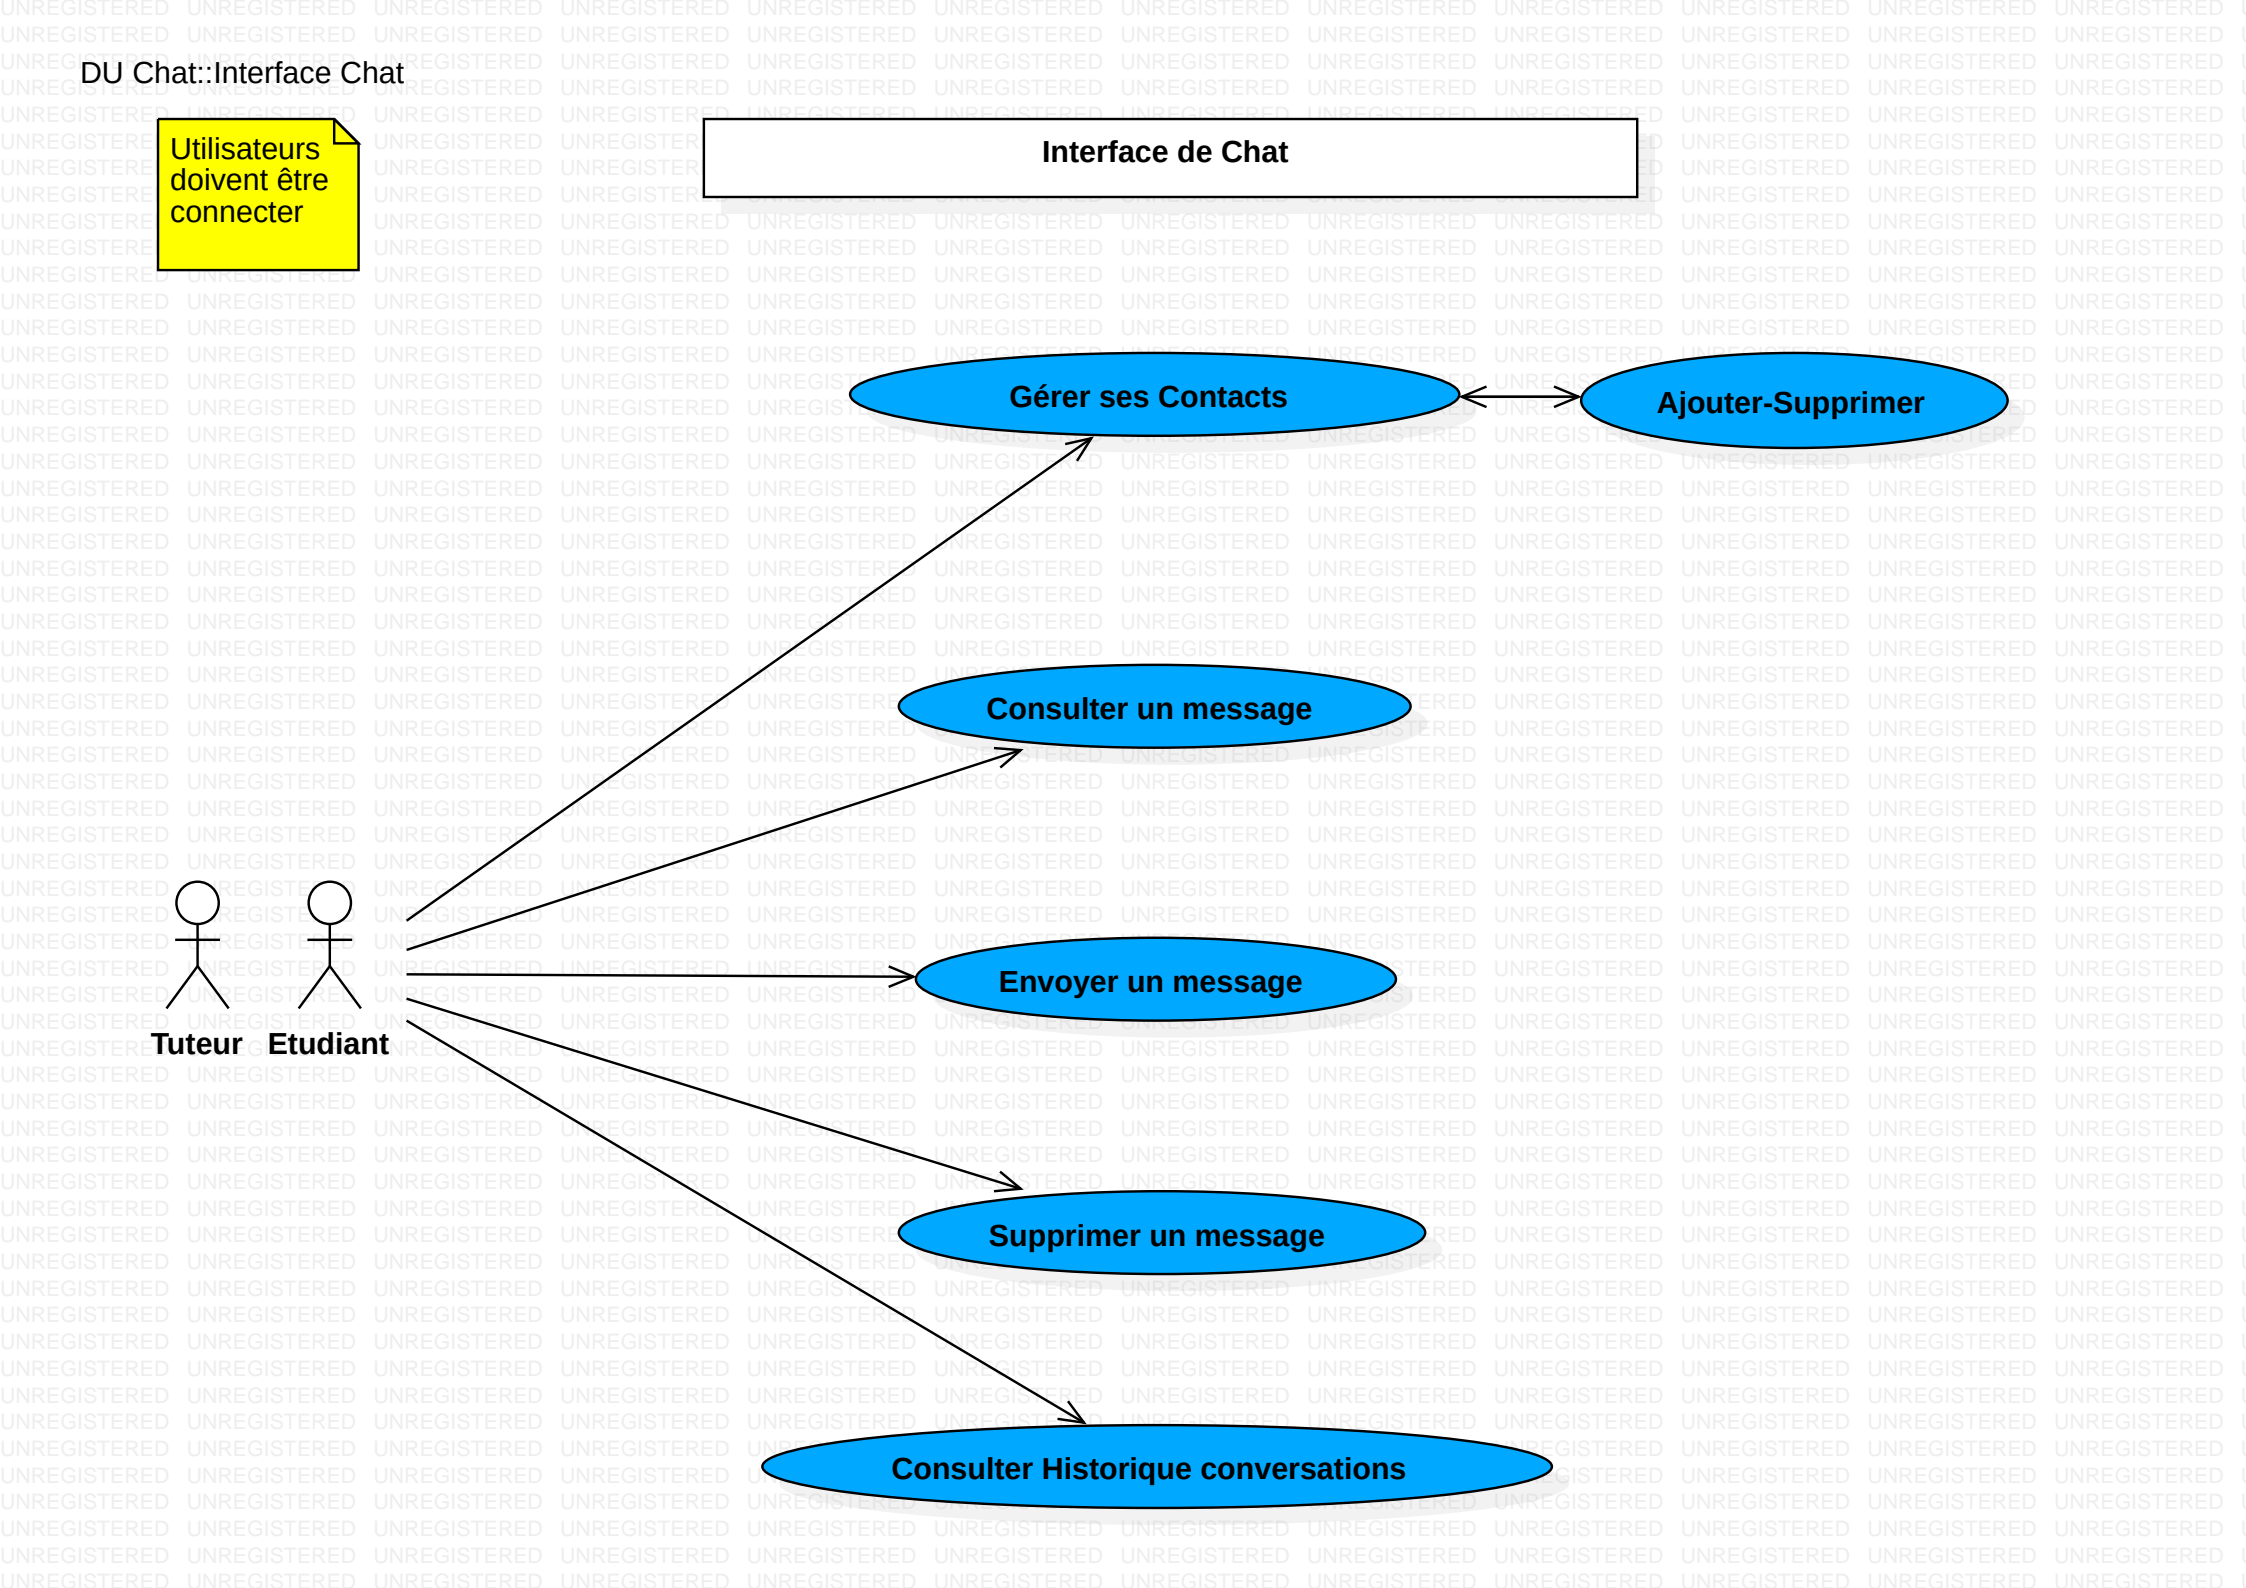 DU Chat::Interface Chat
Utilisateurs
doivent être
connecter
Interface de Chat
Gérer ses Contacts
Ajouter-Supprimer
Consulter un message
Envoyer un message
Tuteur
Etudiant
Supprimer un message
Consulter Historique conversations
UNREGISTERED